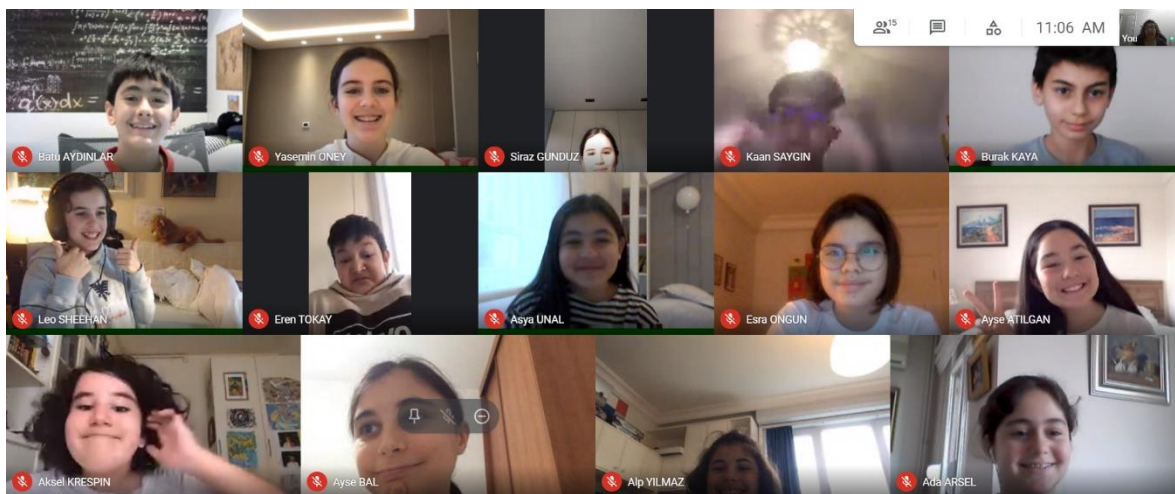 15
11:06 AM
You
q'(x)dx =
Batu AYDINLAR
Yasemin ONEY
Siraz GUNDUZ
Kaan SAYGIN
Burak KAYA
Leo SHEEHAN
Eren TOKAY
Asya UNAL
Esra ONGUN
Ayse ATILGAN
Aksel KRESPIN
Ayse BAL
Alp YILMAZ
Ada ARSEL